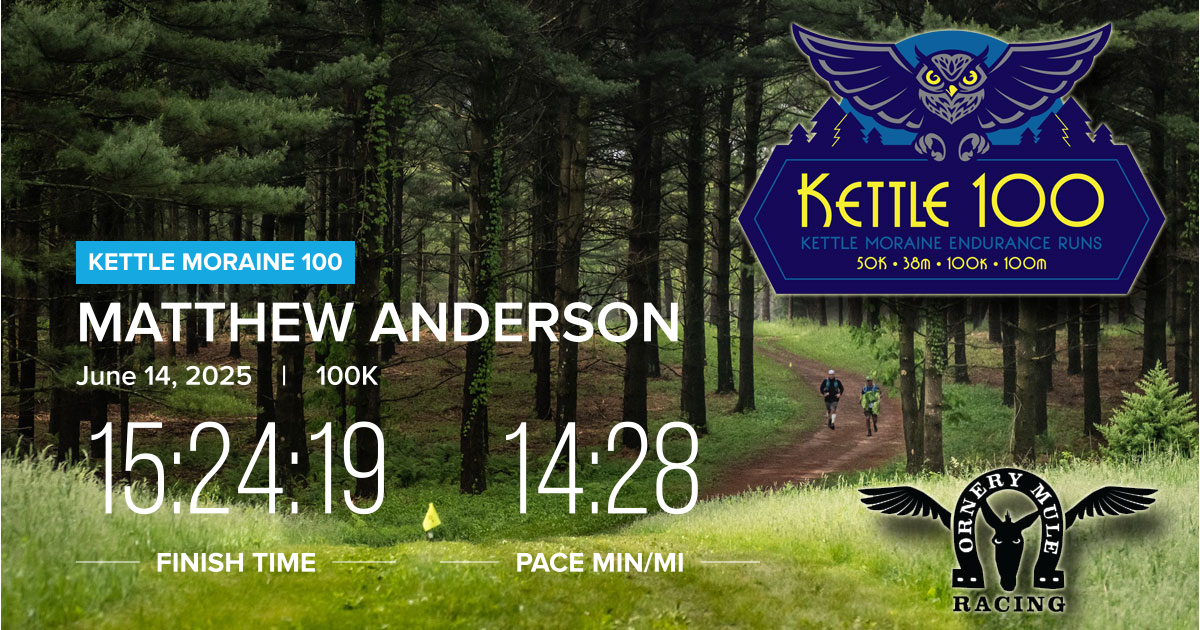 KETTLE 100
KETTLE MORAINE ENDURANCE RUNS
50K • 38M • 100K • 100M
KETTLE MORAINE 100
MATTHEW ANDERSON
June 14, 2025 | 100K
15:24:19 14:28
FINISH TIME PACE MIN/MI
ORNERY MULE
RACING